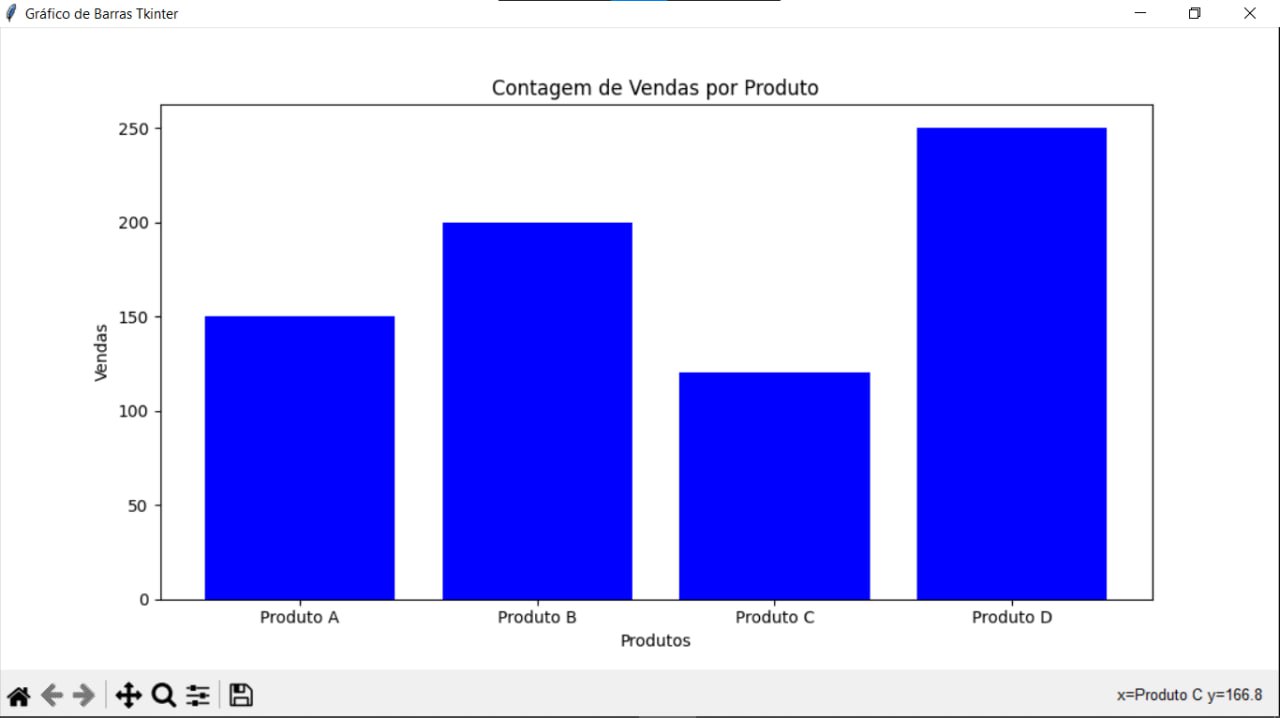 Gráfico de Barras Tkinter
Contagem de Vendas por Produto
250
200
150
100
50
0
Vendas
Produto A Produto B Produto C Produto D
Produtos
x=Produto C y=166.8